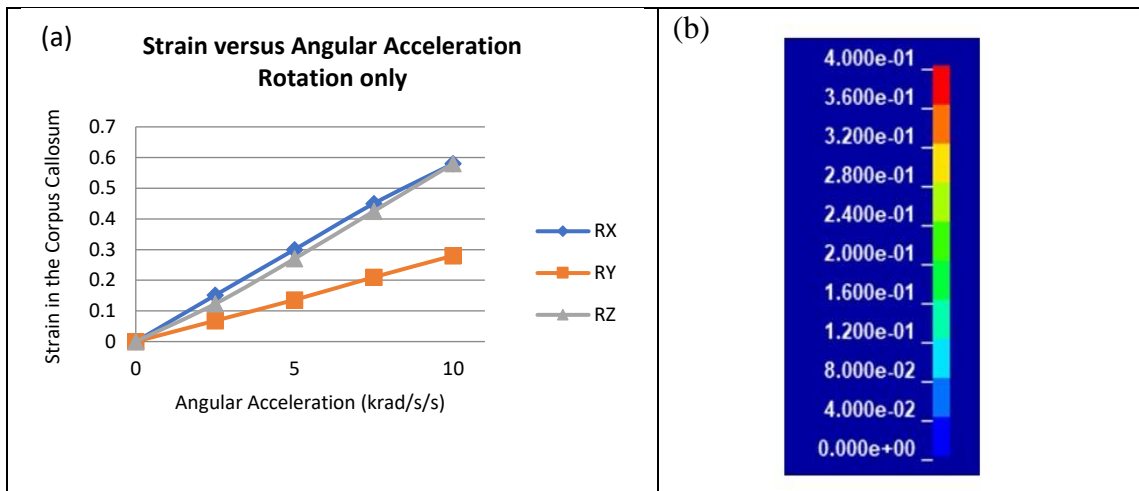 (a)
Strain versus Angular Acceleration
Rotation only
Strain in the Corpus Callosum
0.7
0.6
0.5
0.4
0.3
0.2
0.1
0
0 5 10
Angular Acceleration (krad/s/s)
RX
RY
RZ
(b)
4.000e-01
3.600e-01
3.200e-01
2.800e-01
2.400e-01
2.000e-01
1.600e-01
1.200e-01
8.000e-02
4.000e-02
0.000e+00